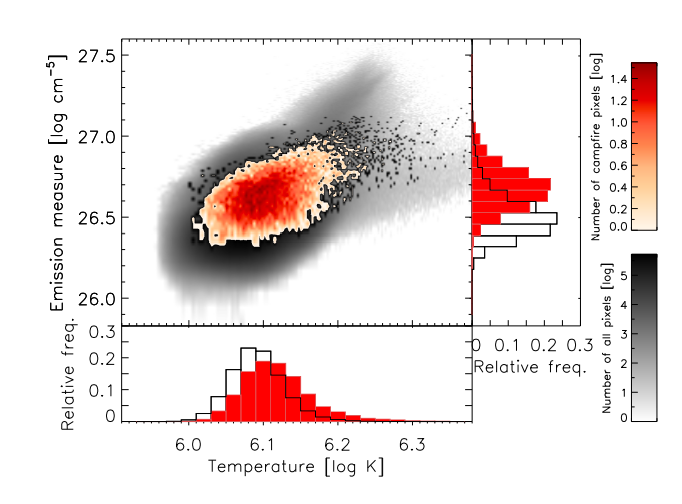 27.5
27.0
26.5
26.0
Emission measure [log cm⁻⁵]
0.3
0.2
0.1
0
Relative freq.
6.0 6.1 6.2 6.3
Temperature [log K]
0 0.1 0.2 0.3
Relative freq.
1.4
1.2
1.0
0.8
0.6
0.4
0.2
0.0
Number of campfire pixels [log]
5
4
3
2
1
0
Number of all pixels [log]